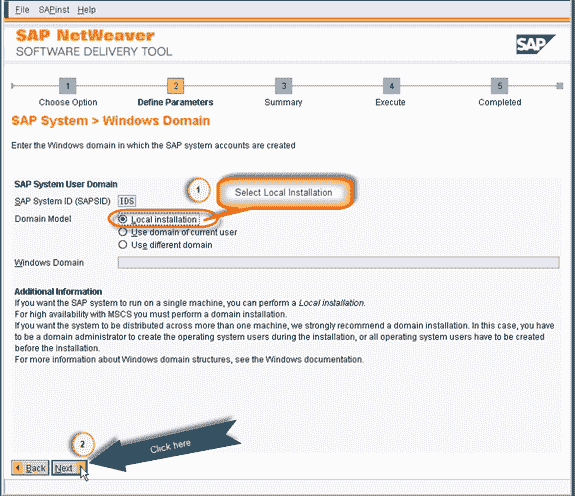 File SAPinst Help
SAP NetWeaver
SOFTWARE DELIVERY TOOL
SAP
1 2 3 4 5
Choose Option Define Parameters Summary Execute Completed
SAP System > Windows Domain
Enter the Windows domain in which the SAP system accounts are created
SAP System User Domain
1 Select Local Installation
SAP System ID (SAPSID) IDS
Domain Model Local installation
Use domain of current user
Use different domain
Windows Domain
Additional Information
If you want the SAP system to run on a single machine, you can perform a Local installation.
For high availability with MSCS you must perform a domain installation.
If you want the system to be distributed across more than one machine, we strongly recommend a domain installation. In this case, you have
to be a domain administrator to create the operating system users during the installation, or all operating system users have to be created
before the installation.
For more information about Windows domain structures, see the Windows documentation.
2 Click here
Back Next